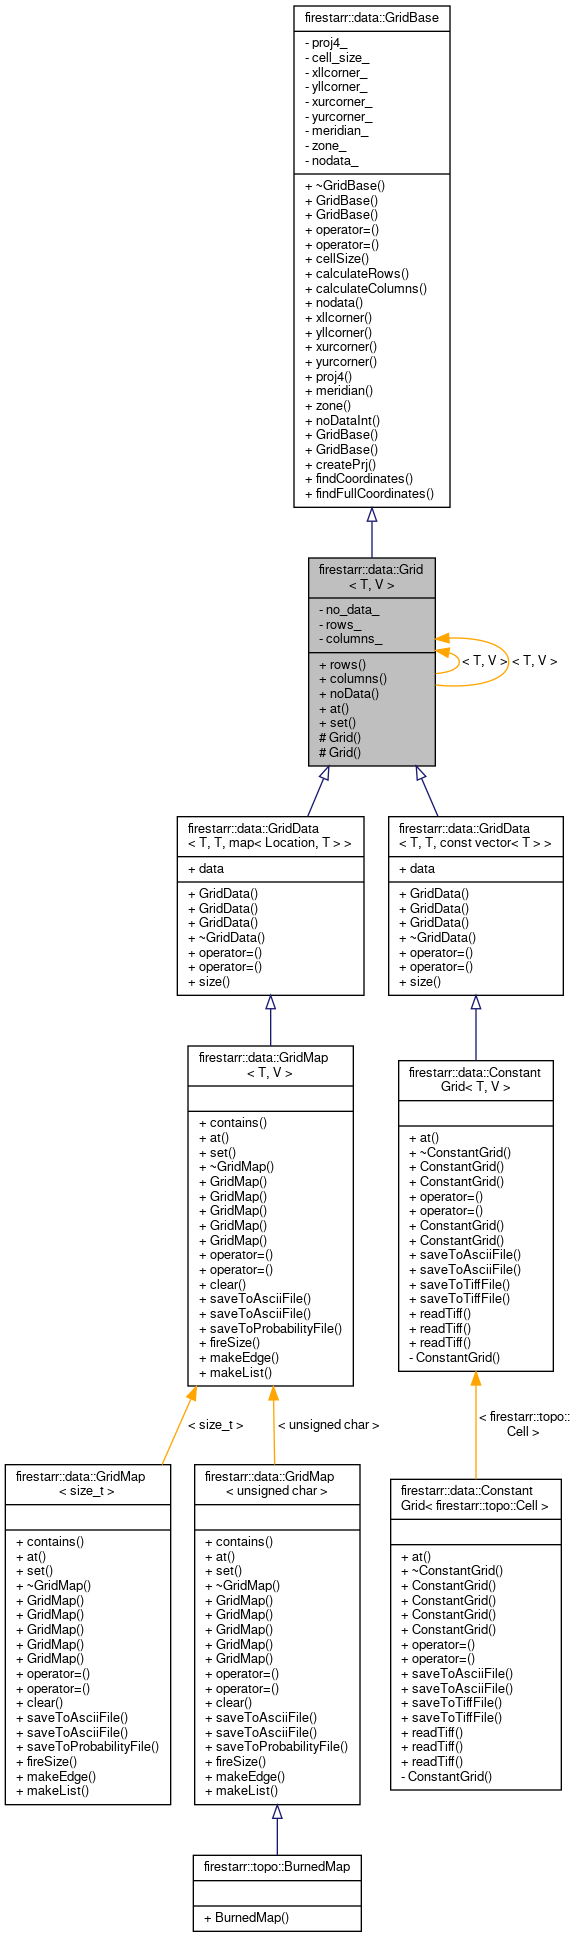 firestarr::data::GridBase
- proj4_
- cell_size_
- xllcorner_
- yllcorner_
- xurcorner_
- yurcorner_
- meridian_
- zone_
- nodata_
+ ~GridBase()
+ GridBase()
+ GridBase()
+ operator=()
+ operator=()
+ cellSize()
+ calculateRows()
+ calculateColumns()
+ nodata()
+ xllcorner()
+ yllcorner()
+ xurcorner()
+ yurcorner()
+ proj4()
+ meridian()
+ zone()
+ noDataInt()
+ GridBase()
+ GridBase()
+ createPrj()
+ findCoordinates()
+ findFullCoordinates()
firestarr::data::Grid
< T, V >
- no_data_
- rows_
- columns_
+ rows()
+ columns()
+ noData()
+ at()
+ set()
# Grid()
# Grid()
< T, V >
< T, V >
firestarr::data::GridData
< T, T, map< Location, T > >
+ data
+ GridData()
+ GridData()
+ GridData()
+ ~GridData()
+ operator=()
+ operator=()
+ size()
firestarr::data::GridData
< T, T, const vector< T > >
+ data
+ GridData()
+ GridData()
+ GridData()
+ ~GridData()
+ operator=()
+ operator=()
+ size()
firestarr::data::GridMap
< T, V >
+ contains()
+ at()
+ set()
+ ~GridMap()
+ GridMap()
+ GridMap()
+ GridMap()
+ GridMap()
+ GridMap()
+ operator=()
+ operator=()
+ clear()
+ saveToAsciiFile()
+ saveToAsciiFile()
+ saveToProbabilityFile()
+ fireSize()
+ makeEdge()
+ makeList()
firestarr::data::Constant
Grid< T, V >
+ at()
+ ~ConstantGrid()
+ ConstantGrid()
+ ConstantGrid()
+ operator=()
+ operator=()
+ ConstantGrid()
+ ConstantGrid()
+ saveToAsciiFile()
+ saveToAsciiFile()
+ saveToTiffFile()
+ saveToTiffFile()
+ readTiff()
+ readTiff()
+ readTiff()
- ConstantGrid()
< size_t >
< unsigned char >
< firestarr::topo::
Cell >
firestarr::data::GridMap
< size_t >
+ contains()
+ at()
+ set()
+ ~GridMap()
+ GridMap()
+ GridMap()
+ GridMap()
+ GridMap()
+ GridMap()
+ operator=()
+ operator=()
+ clear()
+ saveToAsciiFile()
+ saveToAsciiFile()
+ saveToProbabilityFile()
+ fireSize()
+ makeEdge()
+ makeList()
firestarr::data::GridMap
< unsigned char >
+ contains()
+ at()
+ set()
+ ~GridMap()
+ GridMap()
+ GridMap()
+ GridMap()
+ GridMap()
+ GridMap()
+ operator=()
+ operator=()
+ clear()
+ saveToAsciiFile()
+ saveToAsciiFile()
+ saveToProbabilityFile()
+ fireSize()
+ makeEdge()
+ makeList()
firestarr::data::Constant
Grid< firestarr::topo::Cell >
+ at()
+ ~ConstantGrid()
+ ConstantGrid()
+ ConstantGrid()
+ ConstantGrid()
+ ConstantGrid()
+ operator=()
+ operator=()
+ saveToAsciiFile()
+ saveToAsciiFile()
+ saveToTiffFile()
+ saveToTiffFile()
+ readTiff()
+ readTiff()
+ readTiff()
- ConstantGrid()
firestarr::topo::BurnedMap
+ BurnedMap()